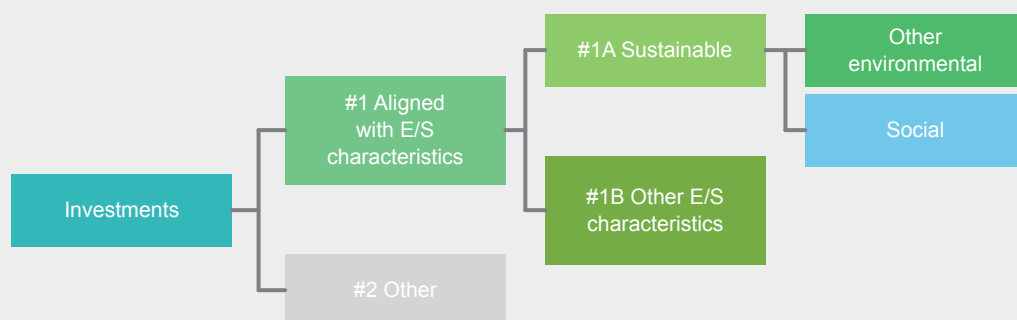 Investments
#1 Aligned
with E/S
characteristics
#2 Other
#1A Sustainable
#1B Other E/S
characteristics
Other
environmental
Social